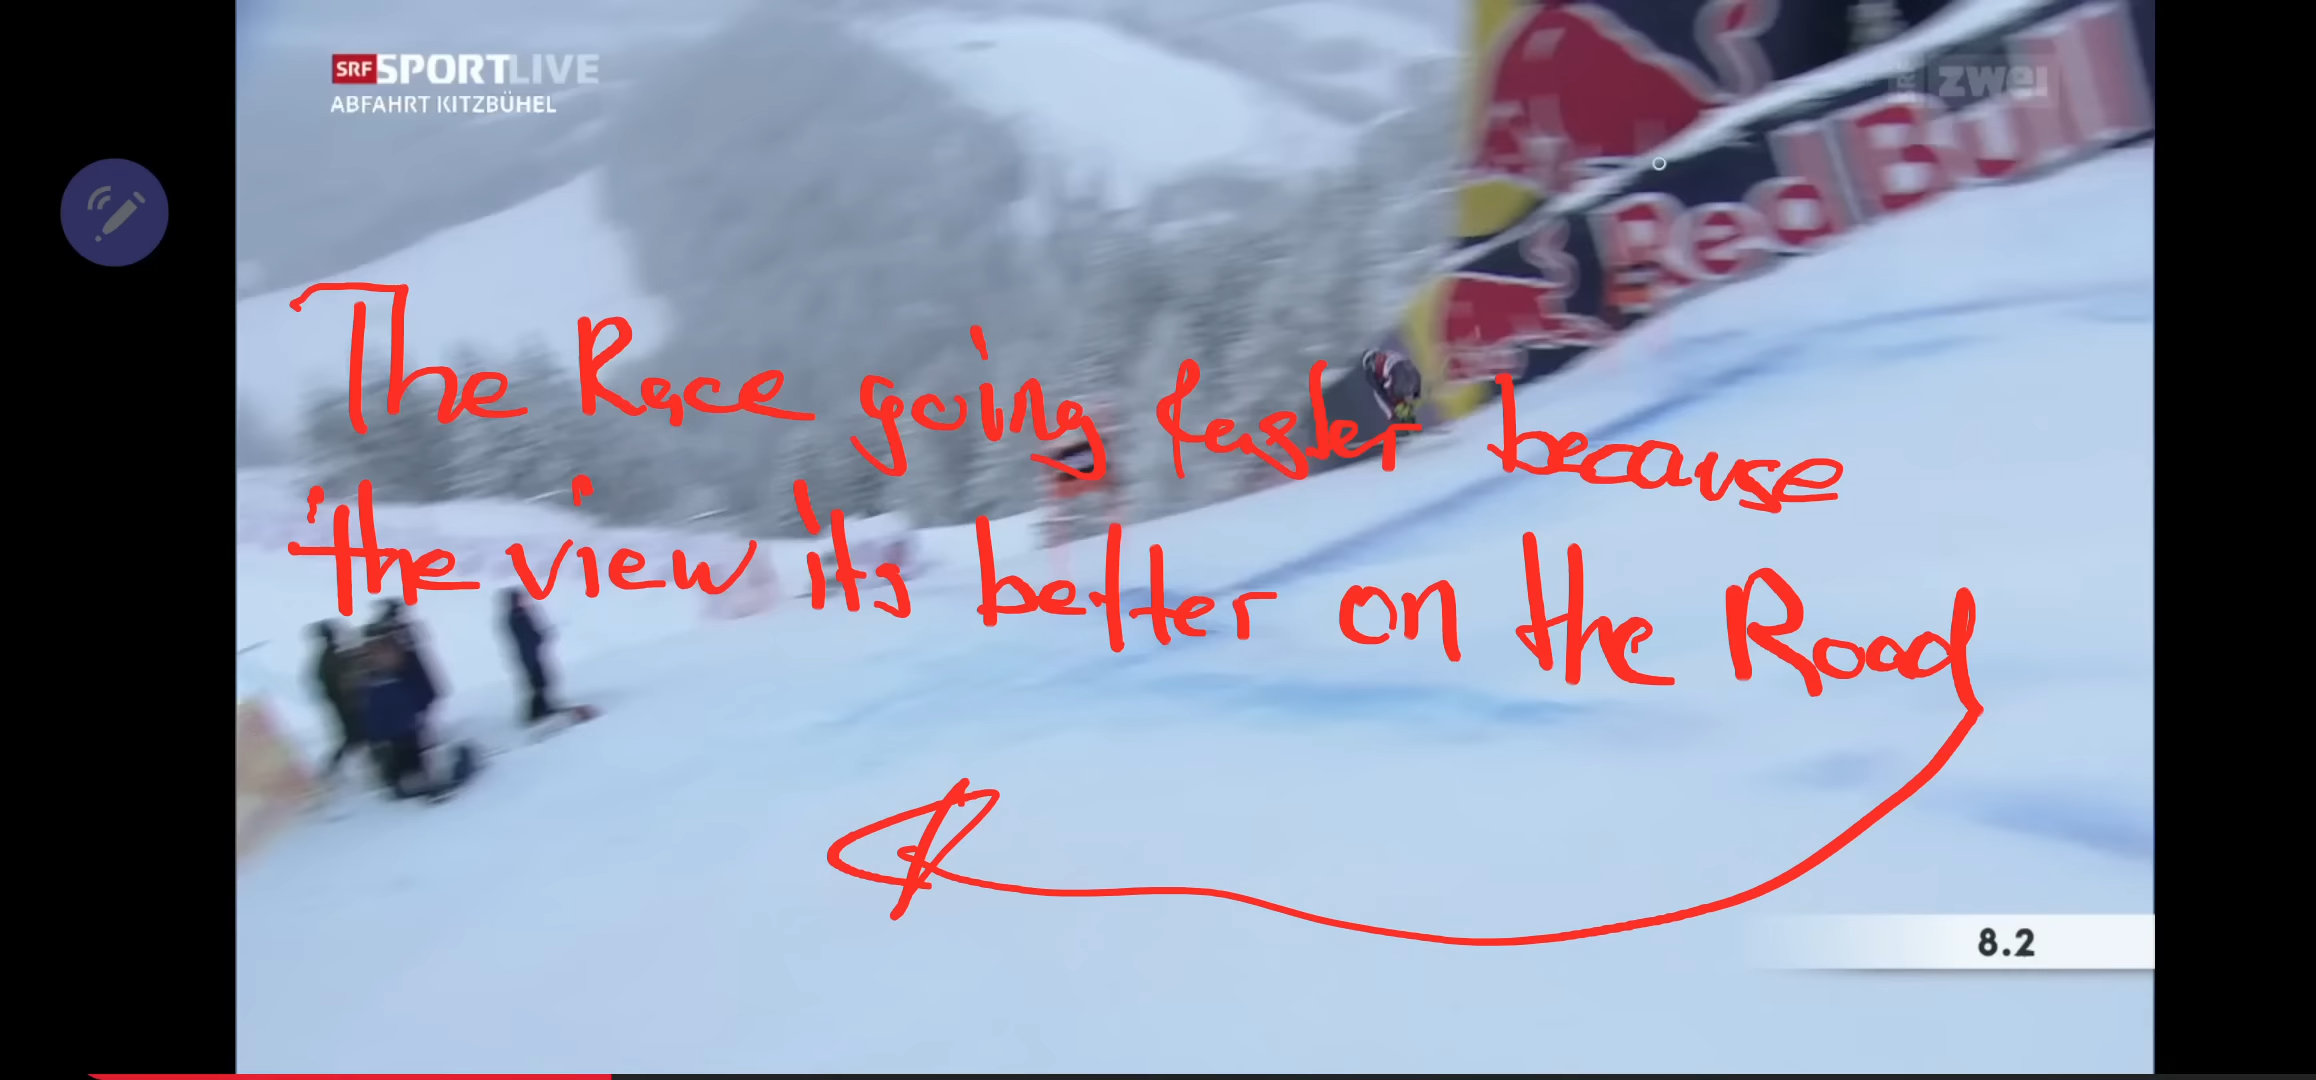 SRF SPORTLIVE
ABFAHRT KITZBÜHEL
SRF zwei
Red Bull
The Race going faster because
the view its better on the Road
8.2